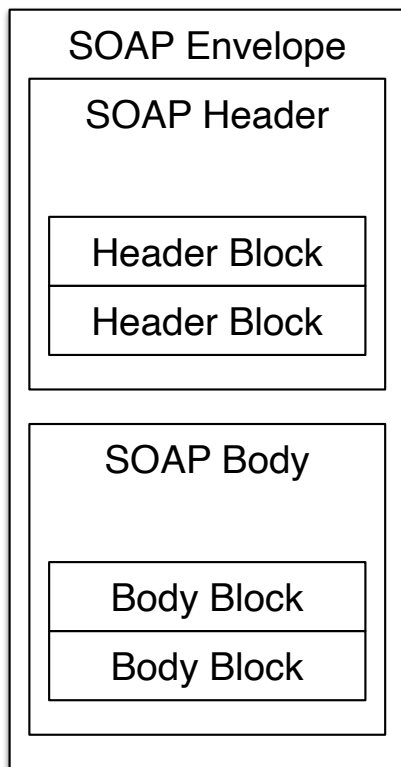 SOAP Envelope
SOAP Header
Header Block
Header Block
SOAP Body
Body Block
Body Block